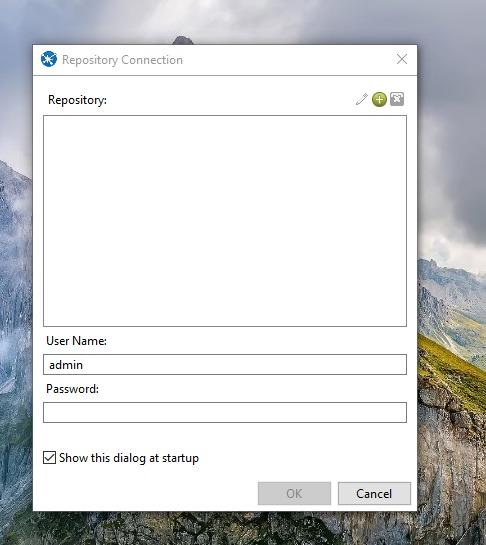 Repository Connection
Repository:
User Name:
admin
Password:
Show this dialog at startup
OK
Cancel